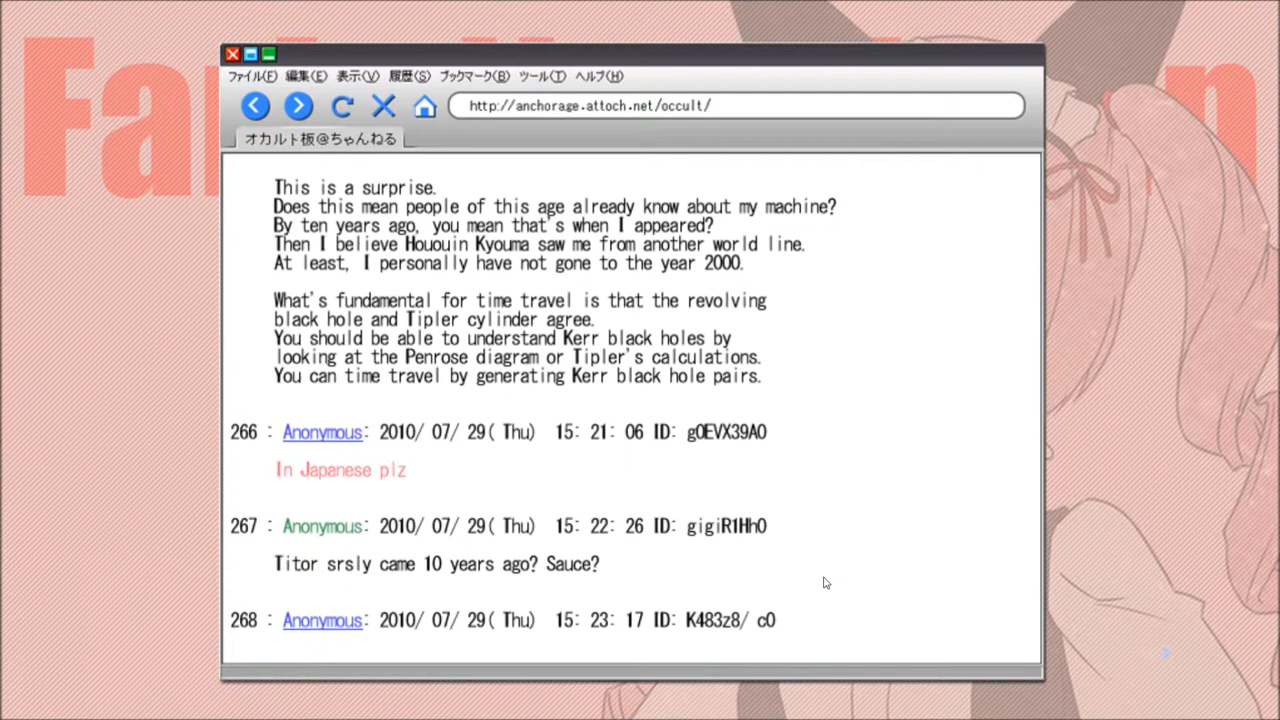 ファイル(F) 編集(E) 表示(V) 履歴(S) ブックマーク(B) ツール(T) ヘルプ(H)
http://anchorage.attoch.net/occult/
オカルト板@ちゃんねる
This is a surprise.
Does this mean people of this age already know about my machine?
By ten years ago, you mean that's when I appeared?
Then I believe Hououin Kyouma saw me from another world line.
At least, I personally have not gone to the year 2000.
What's fundamental for time travel is that the revolving
black hole and Tipler cylinder agree.
You should be able to understand Kerr black holes by
looking at the Penrose diagram or Tipler's calculations.
You can time travel by generating Kerr black hole pairs.
266 : Anonymous: 2010/ 07/ 29( Thu) 15: 21: 06 ID: g0EVX39A0
In Japanese plz
267 : Anonymous: 2010/ 07/ 29( Thu) 15: 22: 26 ID: gigiR1Hh0
Titor srsly came 10 years ago? Sauce?
268 : Anonymous: 2010/ 07/ 29( Thu) 15: 23: 17 ID: K483z8/ c0